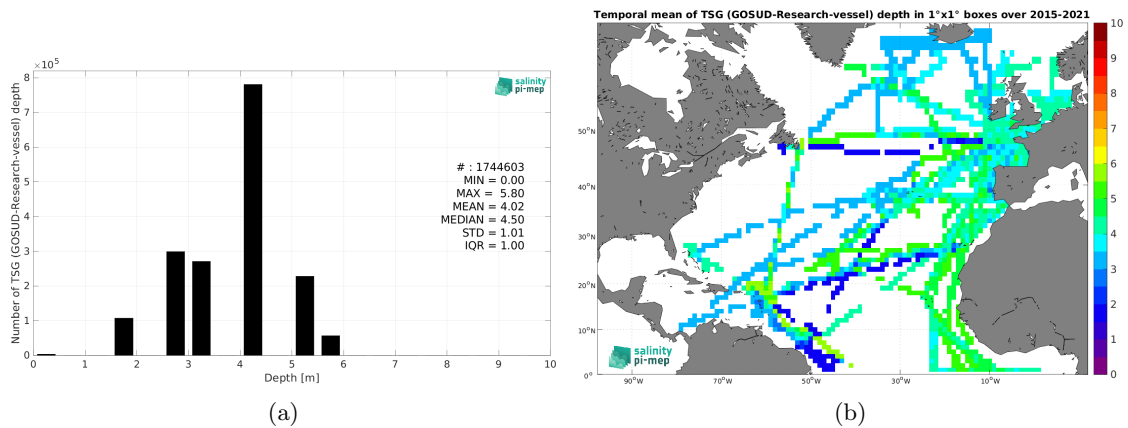 ×10⁵
8
7
6
5
4
3
2
1
0
Number of TSG (GOSUD-Research-vessel) depth
salinity
pi-mep
# : 1744603
MIN = 0.00
MAX = 5.80
MEAN = 4.02
MEDIAN = 4.50
STD = 1.01
IQR = 1.00
0 1 2 3 4 5 6 7 8 9 10
Depth [m]
(a)
Temporal mean of TSG (GOSUD-Research-vessel) depth in 1°x1° boxes over 2015-2021
50°N
40°N
30°N
20°N
10°N
0°
90°W 70°W 50°W 30°W 10°W
salinity
pi-mep
10
9
8
7
6
5
4
3
2
1
0
(b)